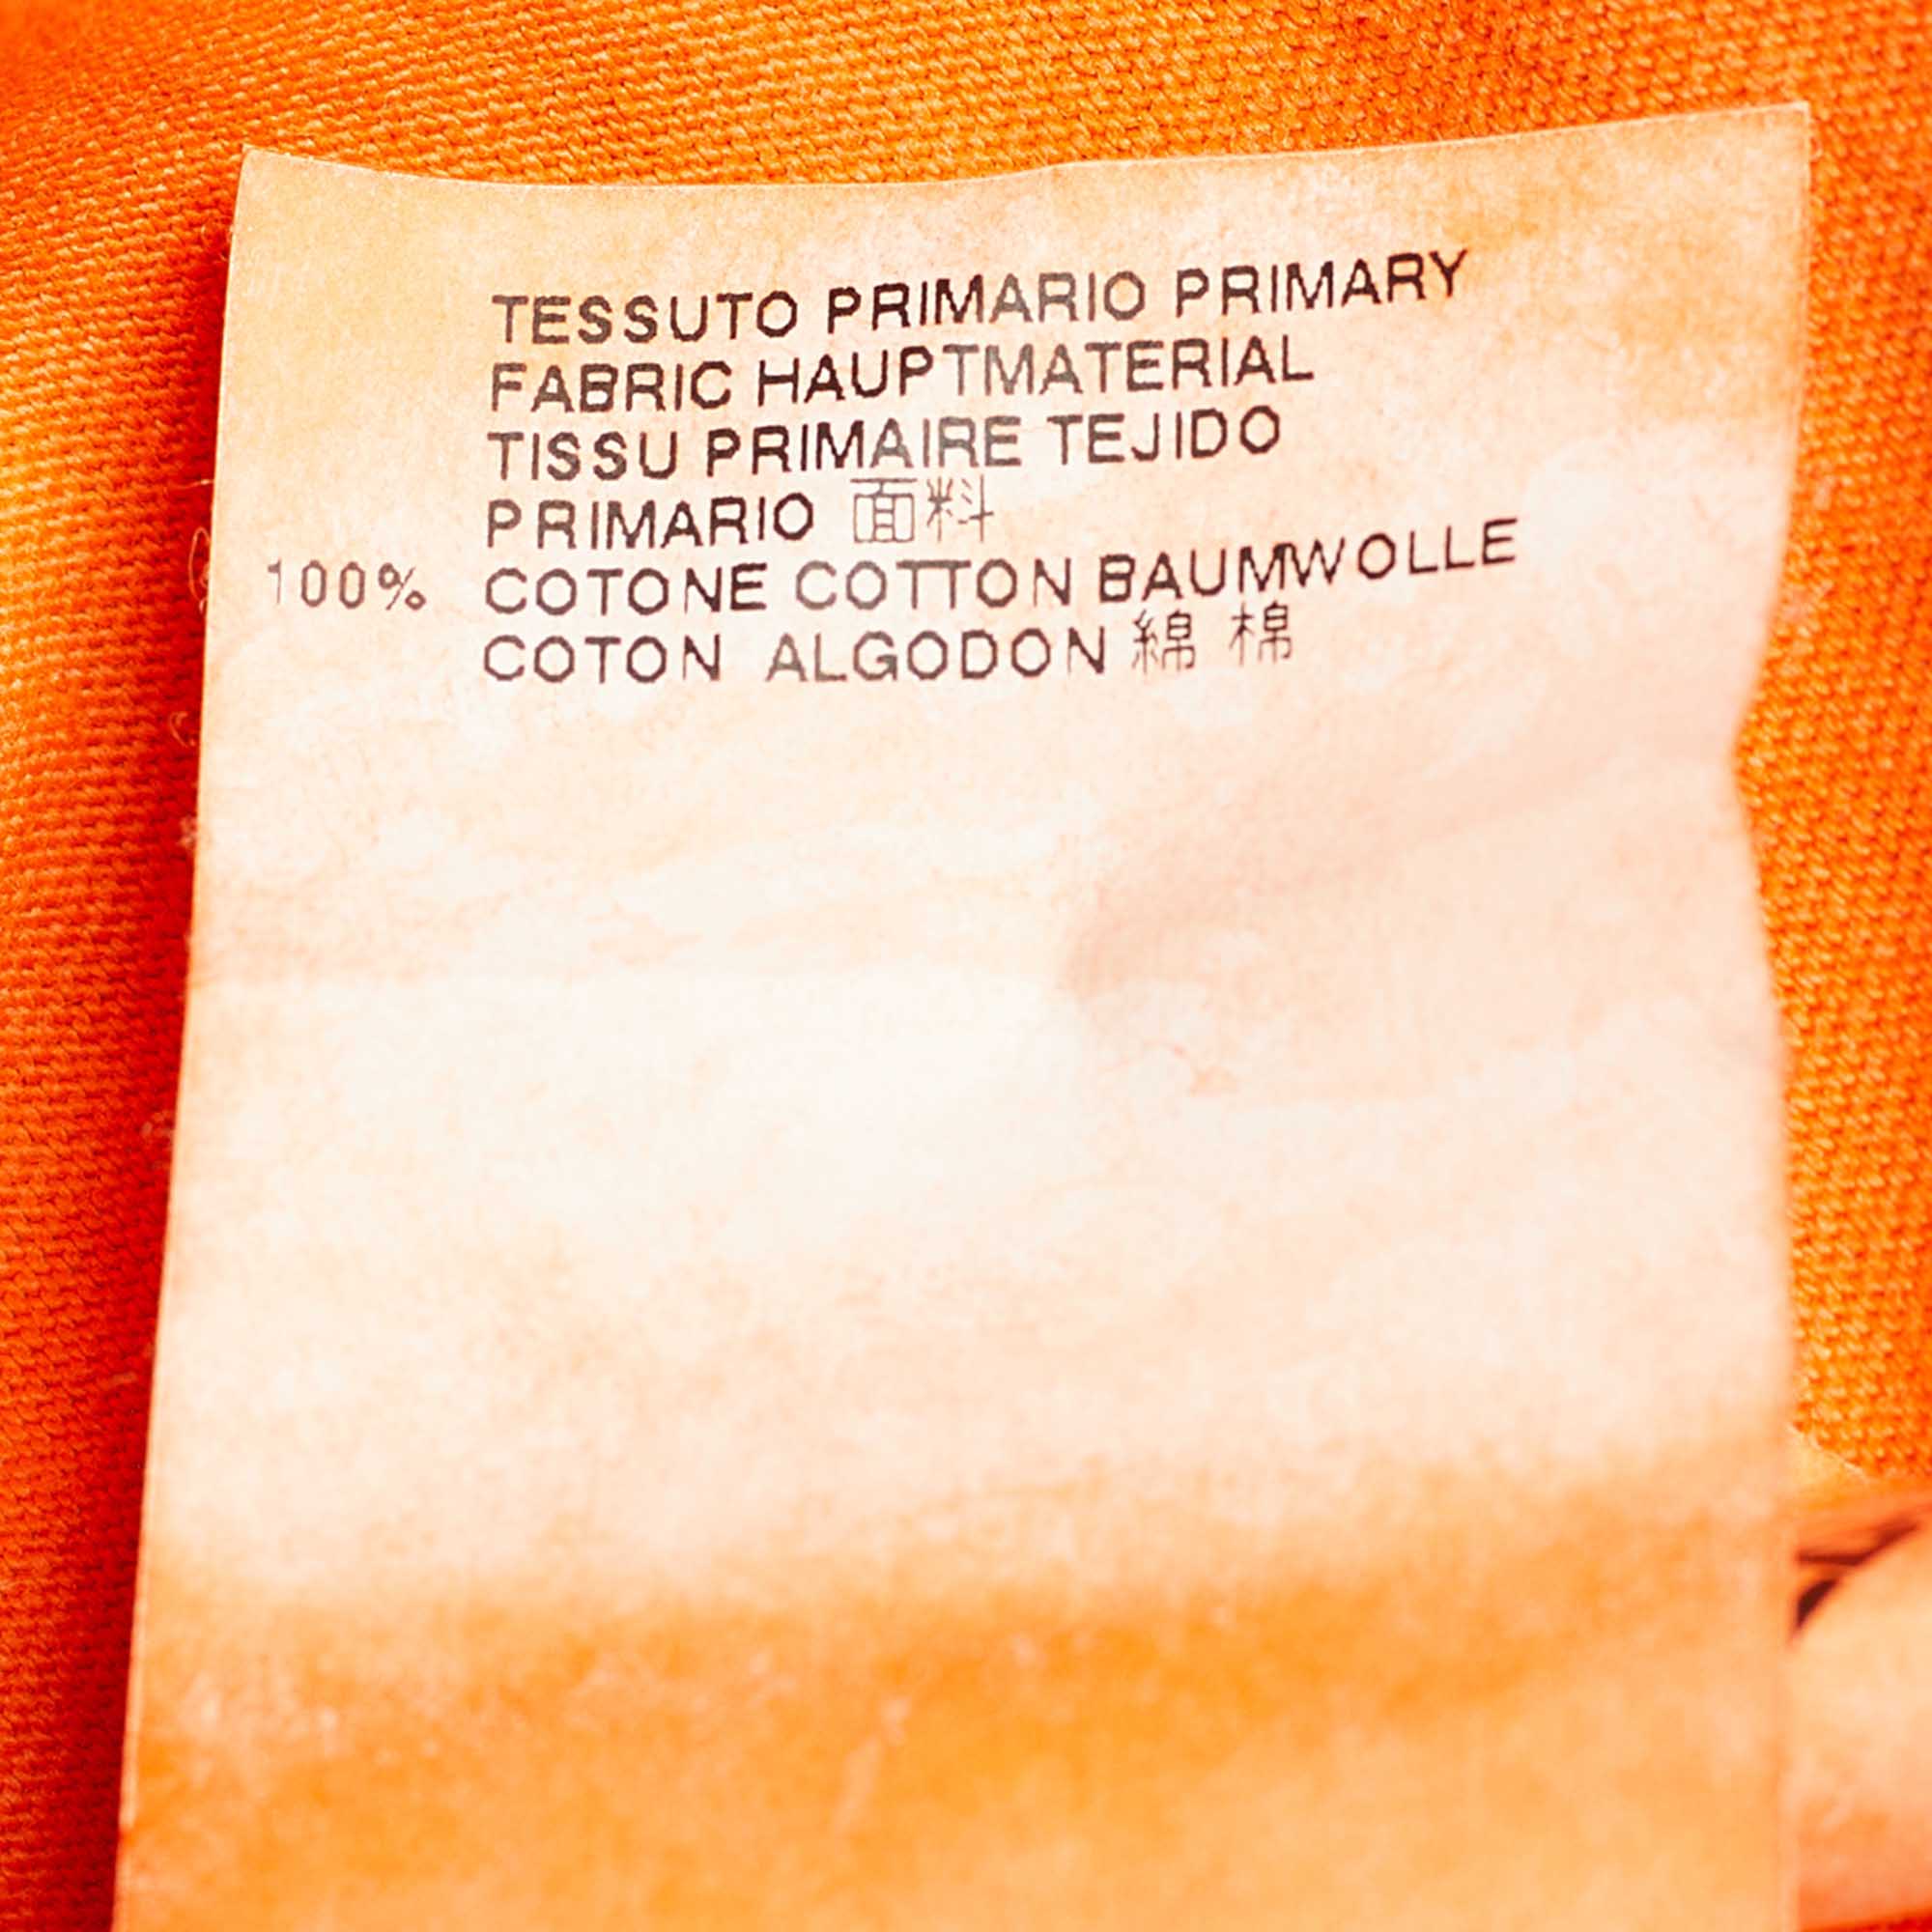 TESSUTO PRIMARIO PRIMARY
FABRIC HAUPTMATERIAL
TISSU PRIMAIRE TEJIDO
PRIMARIO 面料
100% COTONE COTTON BAUMWOLLE
COTON ALGODON 綿 棉